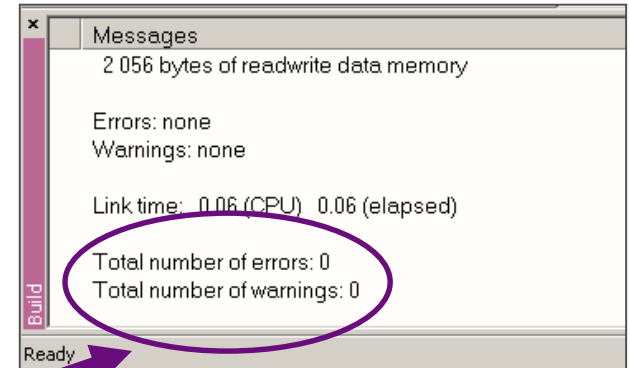 ×
Messages
2 056 bytes of readwrite data memory
Errors: none
Warnings: none
Link time: 0.06 (CPU) 0.06 (elapsed)
Total number of errors: 0
Total number of warnings: 0
Build
Ready